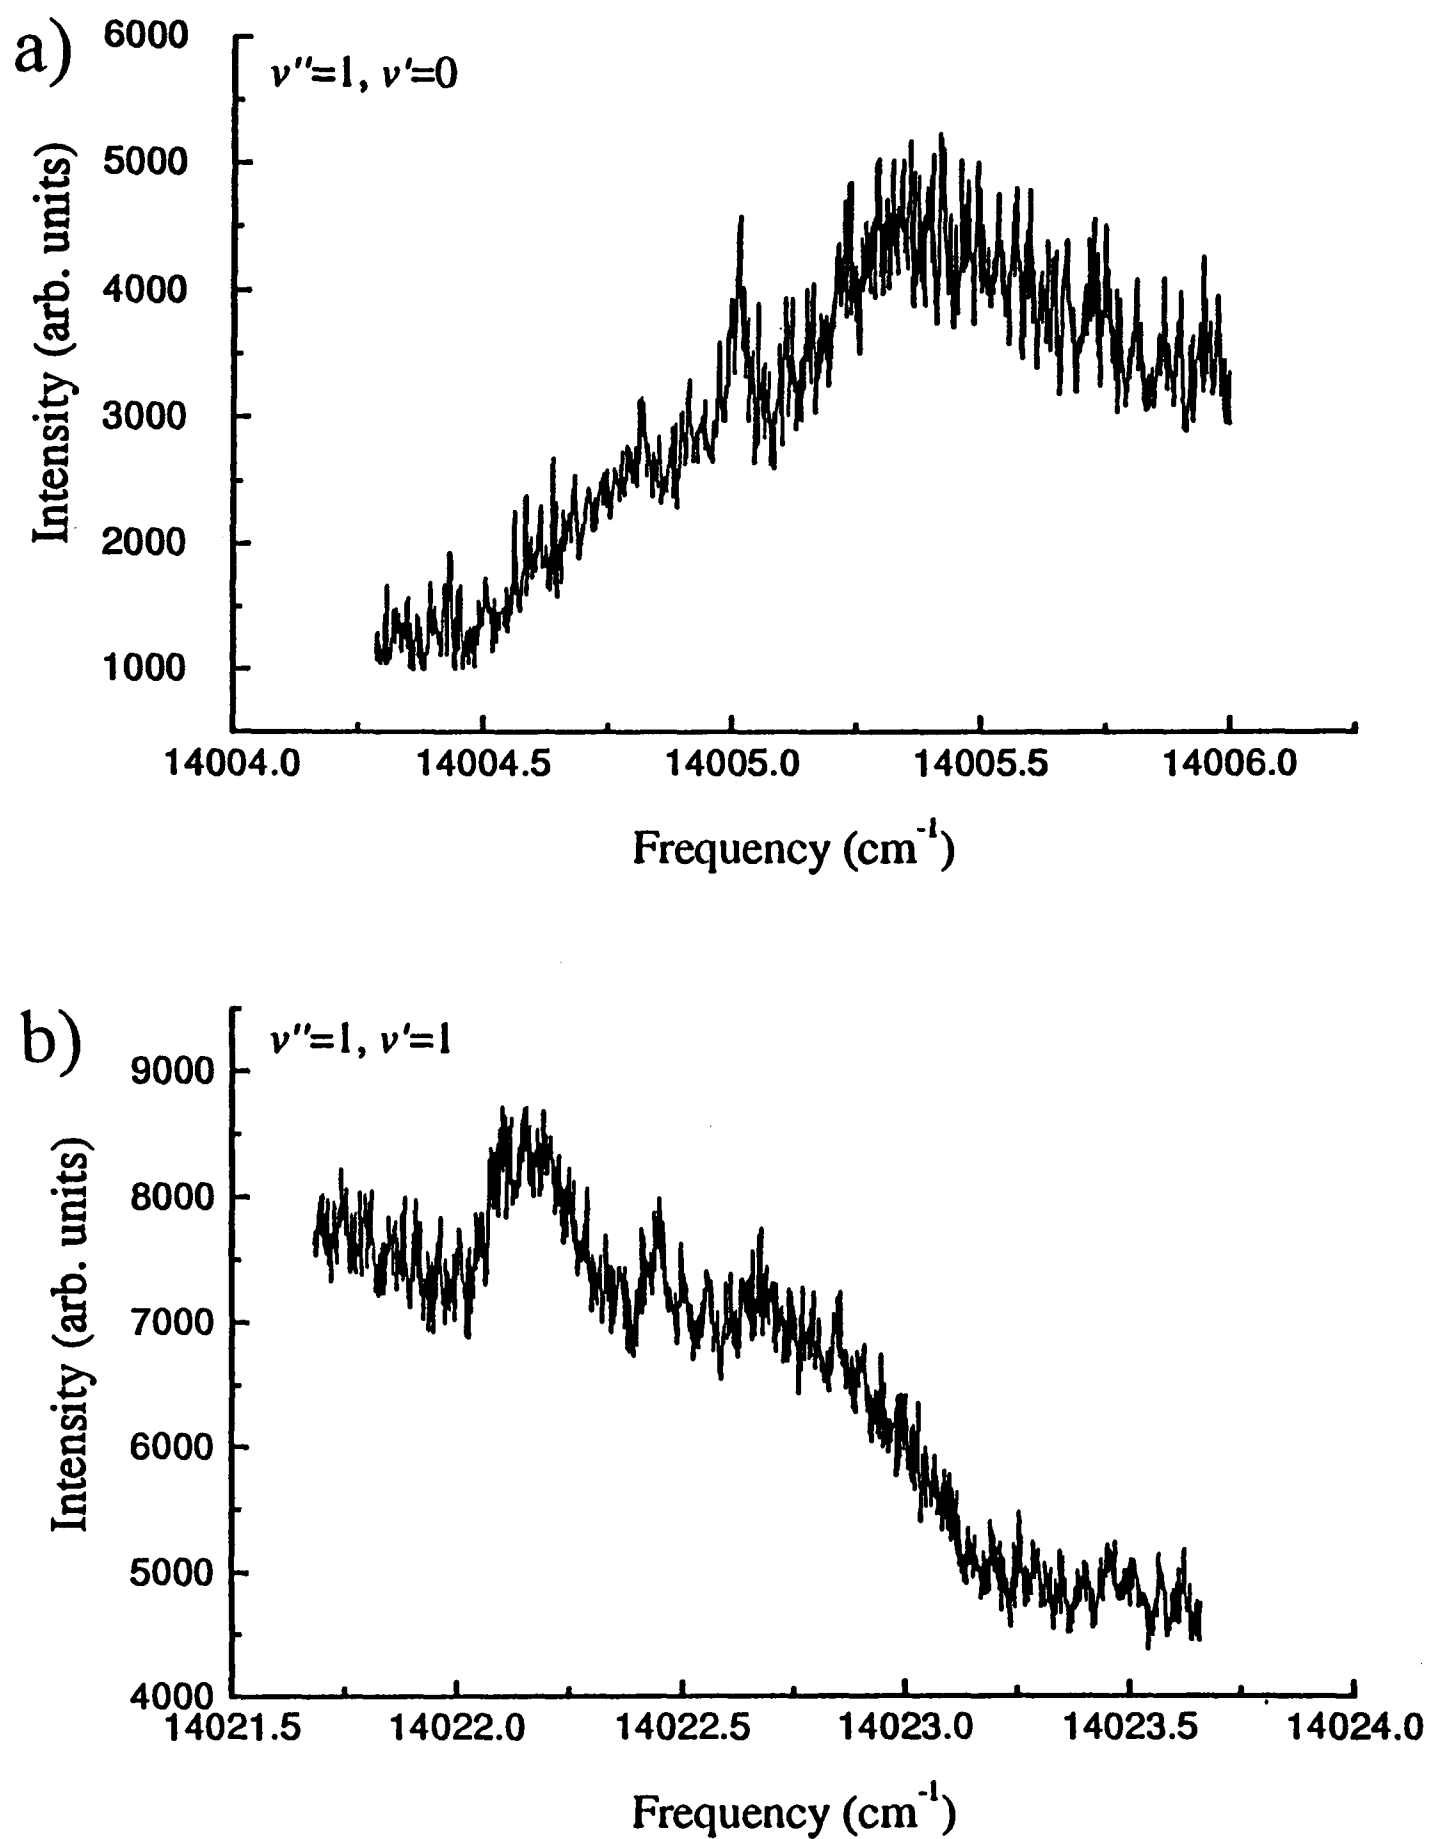 a)
v''=1, v'=0
6000
5000
4000
3000
2000
1000
Intensity (arb. units)
14004.0 14004.5 14005.0 14005.5 14006.0
Frequency (cm⁻¹)
b)
v''=1, v'=1
9000
8000
7000
6000
5000
4000
Intensity (arb. units)
14021.5 14022.0 14022.5 14023.0 14023.5 14024.0
Frequency (cm⁻¹)